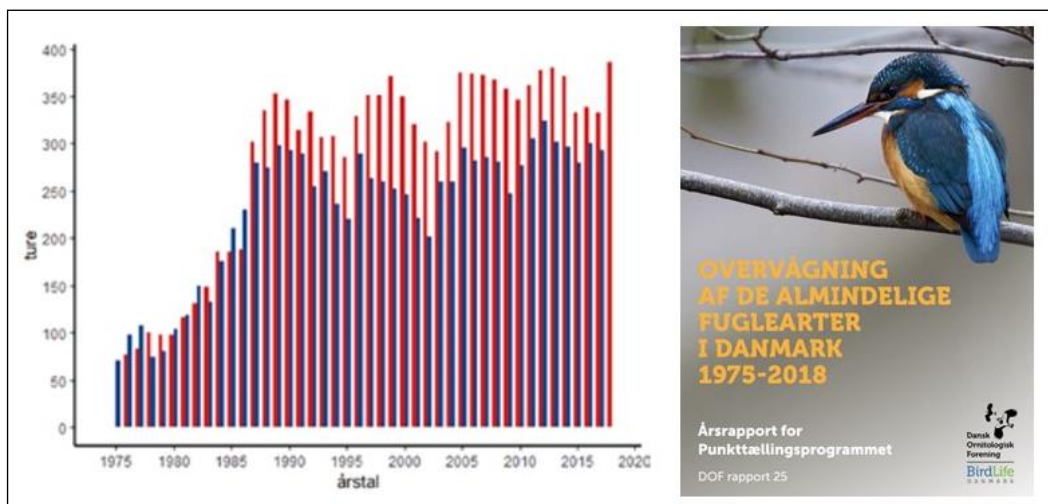 400
350
300
250
200
150
100
50
0
ture
1975 1980 1985 1990 1995 2000 2005 2010 2015 2020
årstal
OVERVÅGNING
AF DE ALMINDELIGE
FUGLEARTER
I DANMARK
1975-2018
Årsrapport for
Punkttællingsprogrammet
DOF rapport 25
Dansk
Ornitologisk
Forening
BirdLife
DANMARK